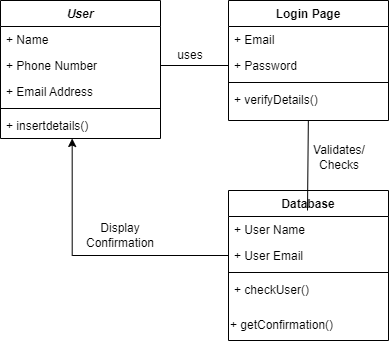 User
+ Name
+ Phone Number
+ Email Address
+ insertdetails()
uses
Login Page
+ Email
+ Password
+ verifyDetails()
Validates/
Checks
Display
Confirmation
Database
+ User Name
+ User Email
+ checkUser()
+ getConfirmation()